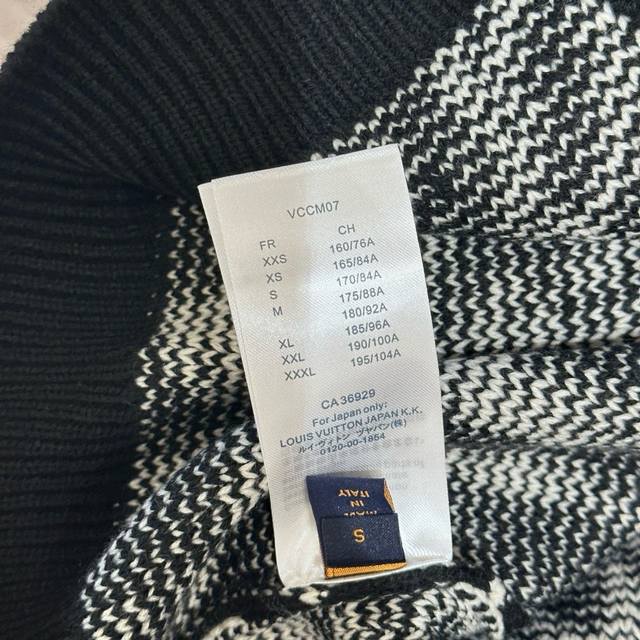 VCCM07
FR CH
XXS 160/76A
XS 165/84A
S 170/84A
M 175/88A
180/92A
XL 185/96A
XXL 190/100A
XXXL 195/104A
CA 36929
For Japan only:
LOUIS VUITTON JAPAN K.K.
ルイ・ヴィトン ジャパン(株)
0120-00-1854
IN
ITALY
S